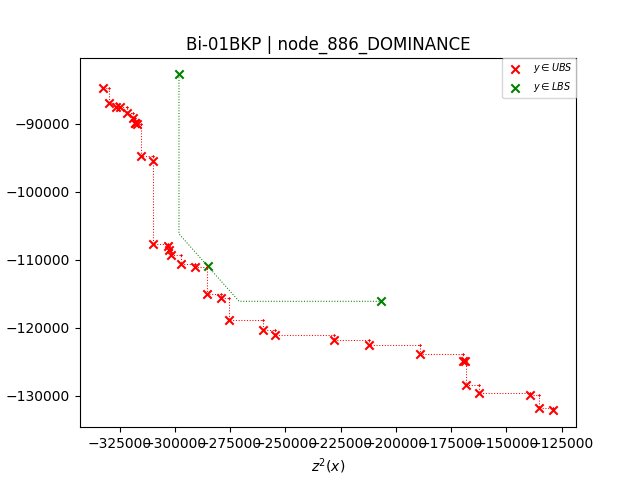 Bi-01BKP | node_886_DOMINANCE
y ∈ UBS
y ∈ LBS
−90000
−100000
−110000
−120000
−130000
−325000 −300000 −275000 −250000 −225000 −200000 −175000 −150000 −125000
z²(x)